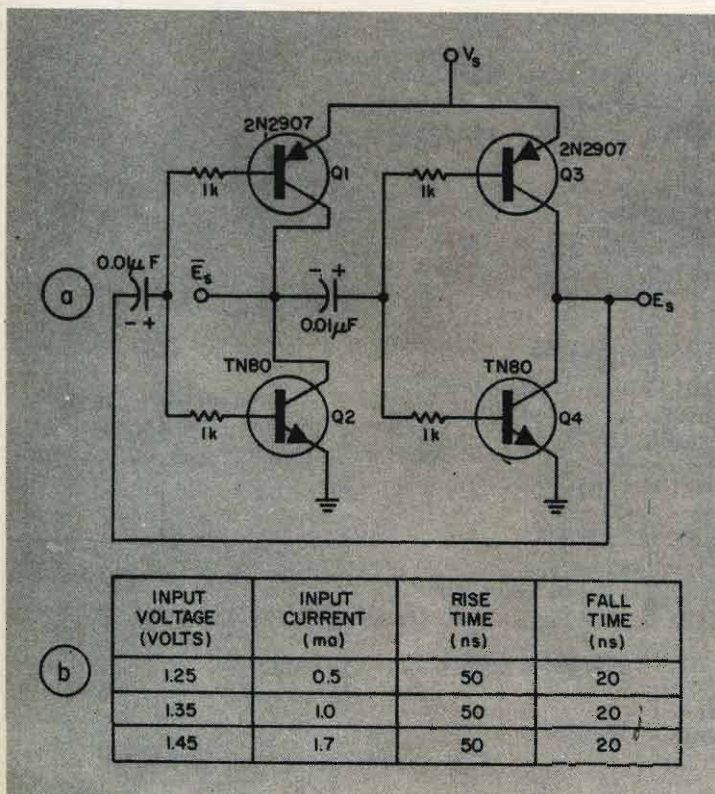 Vs
2N2907
Q1
1k
2N2907
Q3
1k
0.01μF
- +
a
Ēs
- +
0.01μF
Es
TN80
Q2
1k
TN80
Q4
1k
b
INPUT VOLTAGE (VOLTS)
INPUT CURRENT (ma)
RISE TIME (ns)
FALL TIME (ns)
1.25 0.5 50 20
1.35 1.0 50 20
1.45 1.7 50 20